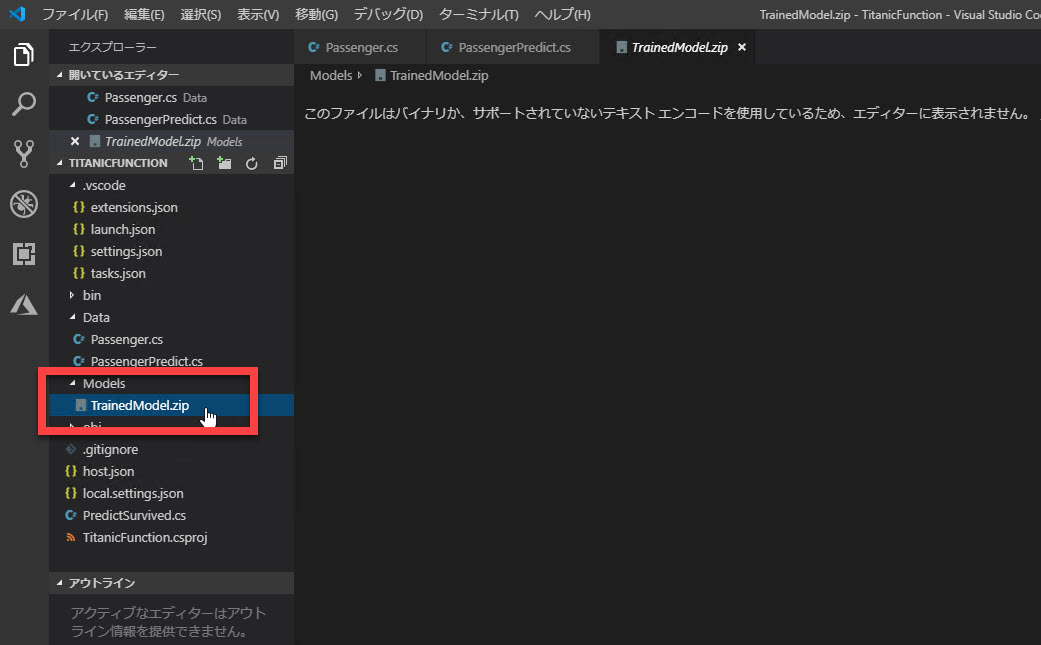 ファイル(F) 編集(E) 選択(S) 表示(V) 移動(G) デバッグ(D) ターミナル(T) ヘルプ(H) TrainedModel.zip - TitanicFunction - Visual Studio Co
エクスプローラー
開いているエディター
Passenger.cs Data
PassengerPredict.cs Data
TrainedModel.zip Models
TITANICFUNCTION
.vscode
extensions.json
launch.json
settings.json
tasks.json
bin
Data
Passenger.cs
PassengerPredict.cs
Models
TrainedModel.zip
obj
.gitignore
host.json
local.settings.json
PredictSurvived.cs
TitanicFunction.csproj
アウトライン
アクティブなエディターはアウト
ライン情報を提供できません。
Passenger.cs PassengerPredict.cs TrainedModel.zip
Models TrainedModel.zip
このファイルはバイナリか、サポートされていないテキスト エンコードを使用しているため、エディターに表示されません。